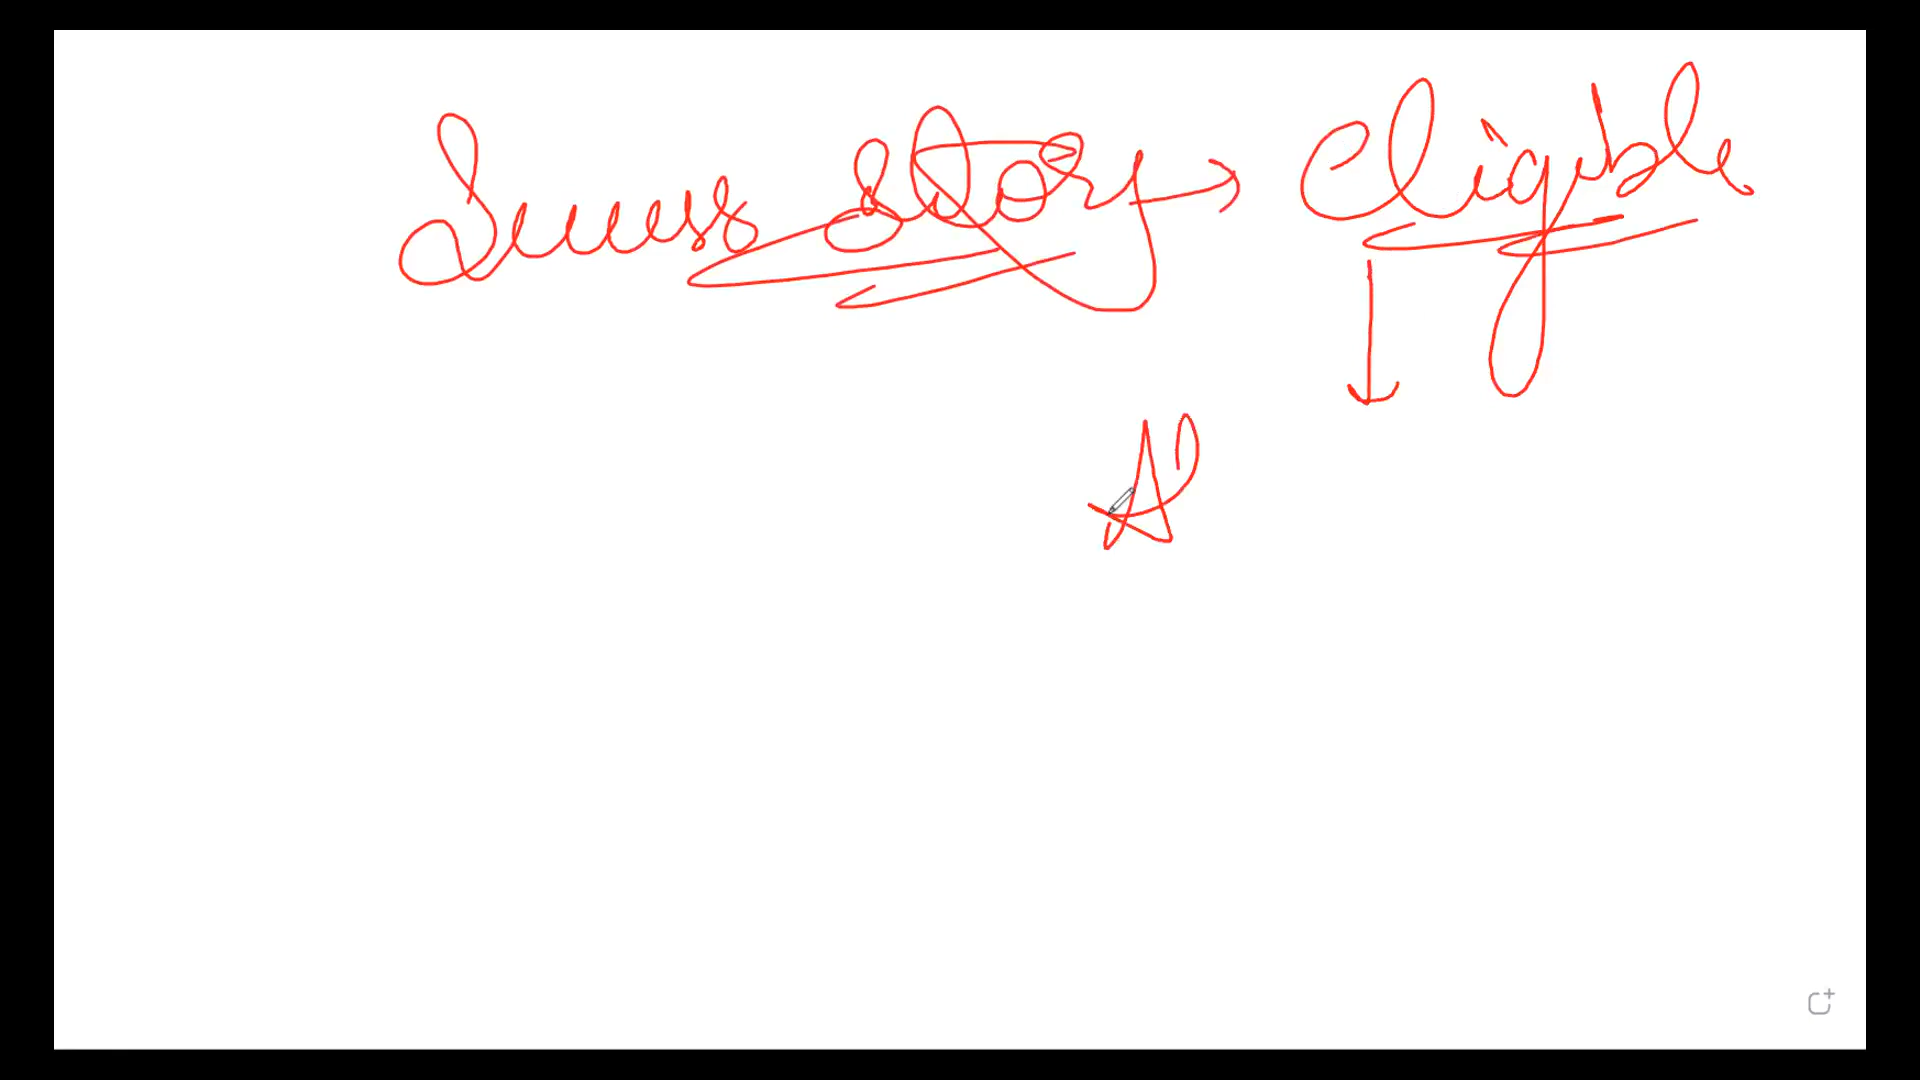 Success Story → Eligible
↓
A